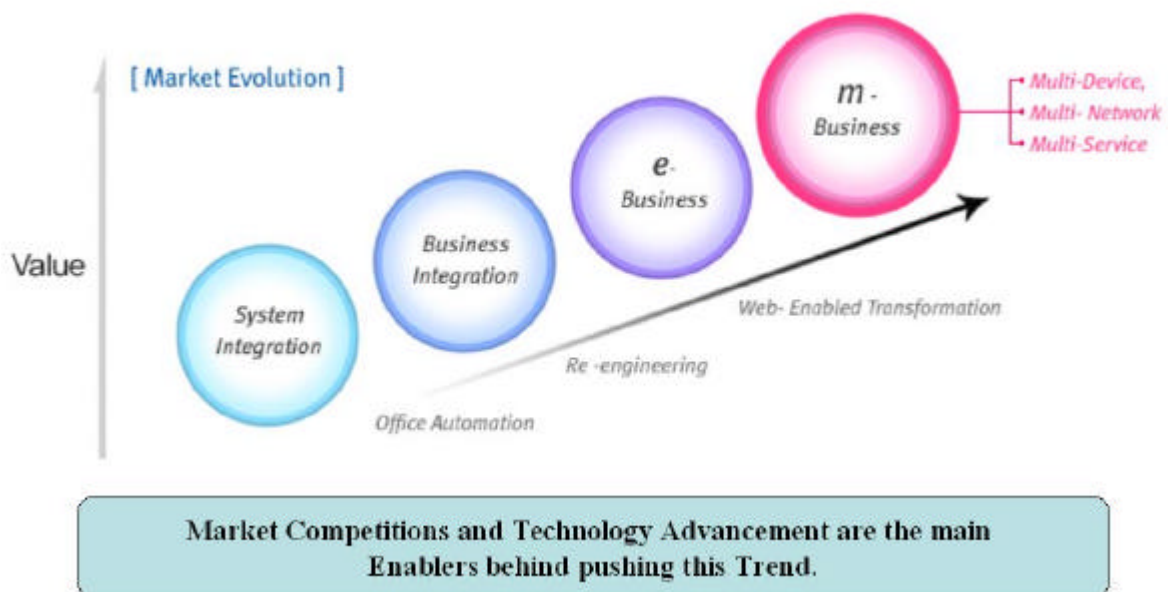 [ Market Evolution ]
Value
System
Integration
Business
Integration
e-
Business
m -
Business
Multi-Device,
Multi- Network
Multi-Service
Office Automation
Re -engineering
Web- Enabled Transformation
Market Competitions and Technology Advancement are the main
Enablers behind pushing this Trend.